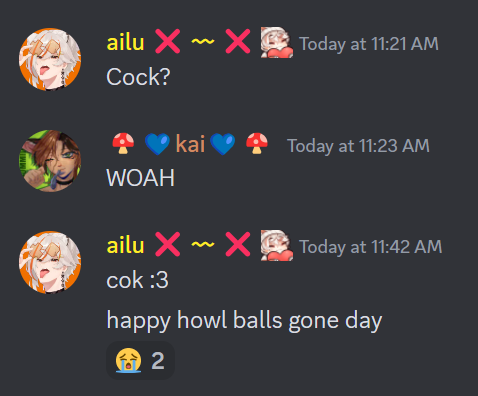 ailu ❌ 〰️ ❌ Today at 11:21 AM
Cock?
🍄 💙 kai 💙 🍄 Today at 11:23 AM
WOAH
ailu ❌ 〰️ ❌ Today at 11:42 AM
cok :3
happy howl balls gone day
😭 2